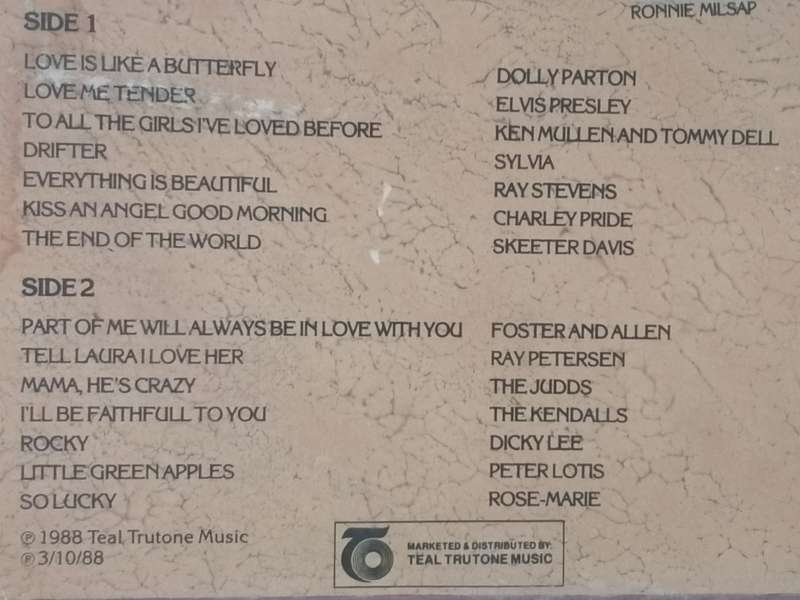 RONNIE MILSAP
SIDE 1
LOVE IS LIKE A BUTTERFLY DOLLY PARTON
LOVE ME TENDER ELVIS PRESLEY
TO ALL THE GIRLS I'VE LOVED BEFORE KEN MULLEN AND TOMMY DELL
DRIFTER SYLVIA
EVERYTHING IS BEAUTIFUL RAY STEVENS
KISS AN ANGEL GOOD MORNING CHARLEY PRIDE
THE END OF THE WORLD SKEETER DAVIS
SIDE 2
PART OF ME WILL ALWAYS BE IN LOVE WITH YOU FOSTER AND ALLEN
TELL LAURA I LOVE HER RAY PETERSEN
MAMA, HE'S CRAZY THE JUDDS
I'LL BE FAITHFULL TO YOU THE KENDALLS
ROCKY DICKY LEE
LITTLE GREEN APPLES PETER LOTIS
SO LUCKY ROSE-MARIE
℗ 1988 Teal Trutone Music
℗ 3/10/88
MARKETED & DISTRIBUTED BY:
TEAL TRUTONE MUSIC